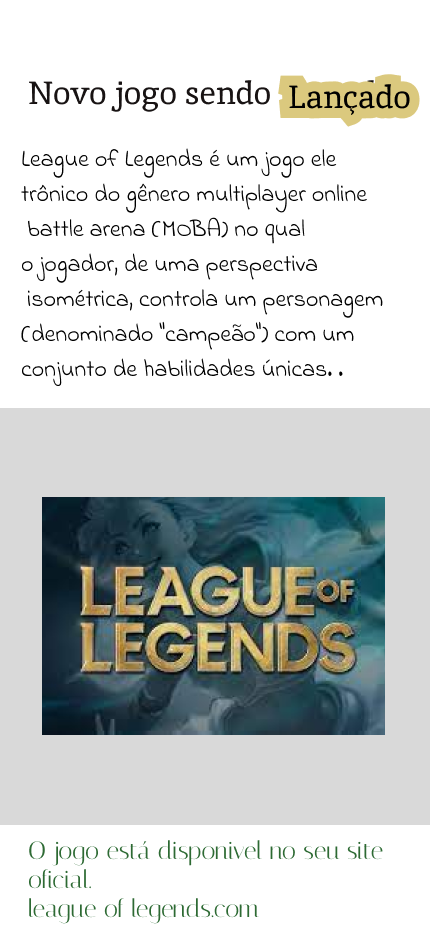 Novo jogo sendo Lançado
League of Legends é um jogo ele
trônico do gênero multiplayer online
battle arena (MOBA) no qual
o jogador, de uma perspectiva
isométrica, controla um personagem
(denominado "campeão") com um
conjunto de habilidades únicas. .
LEAGUE OF
LEGENDS
O jogo está disponivel no seu site
oficial.
league of legends.com